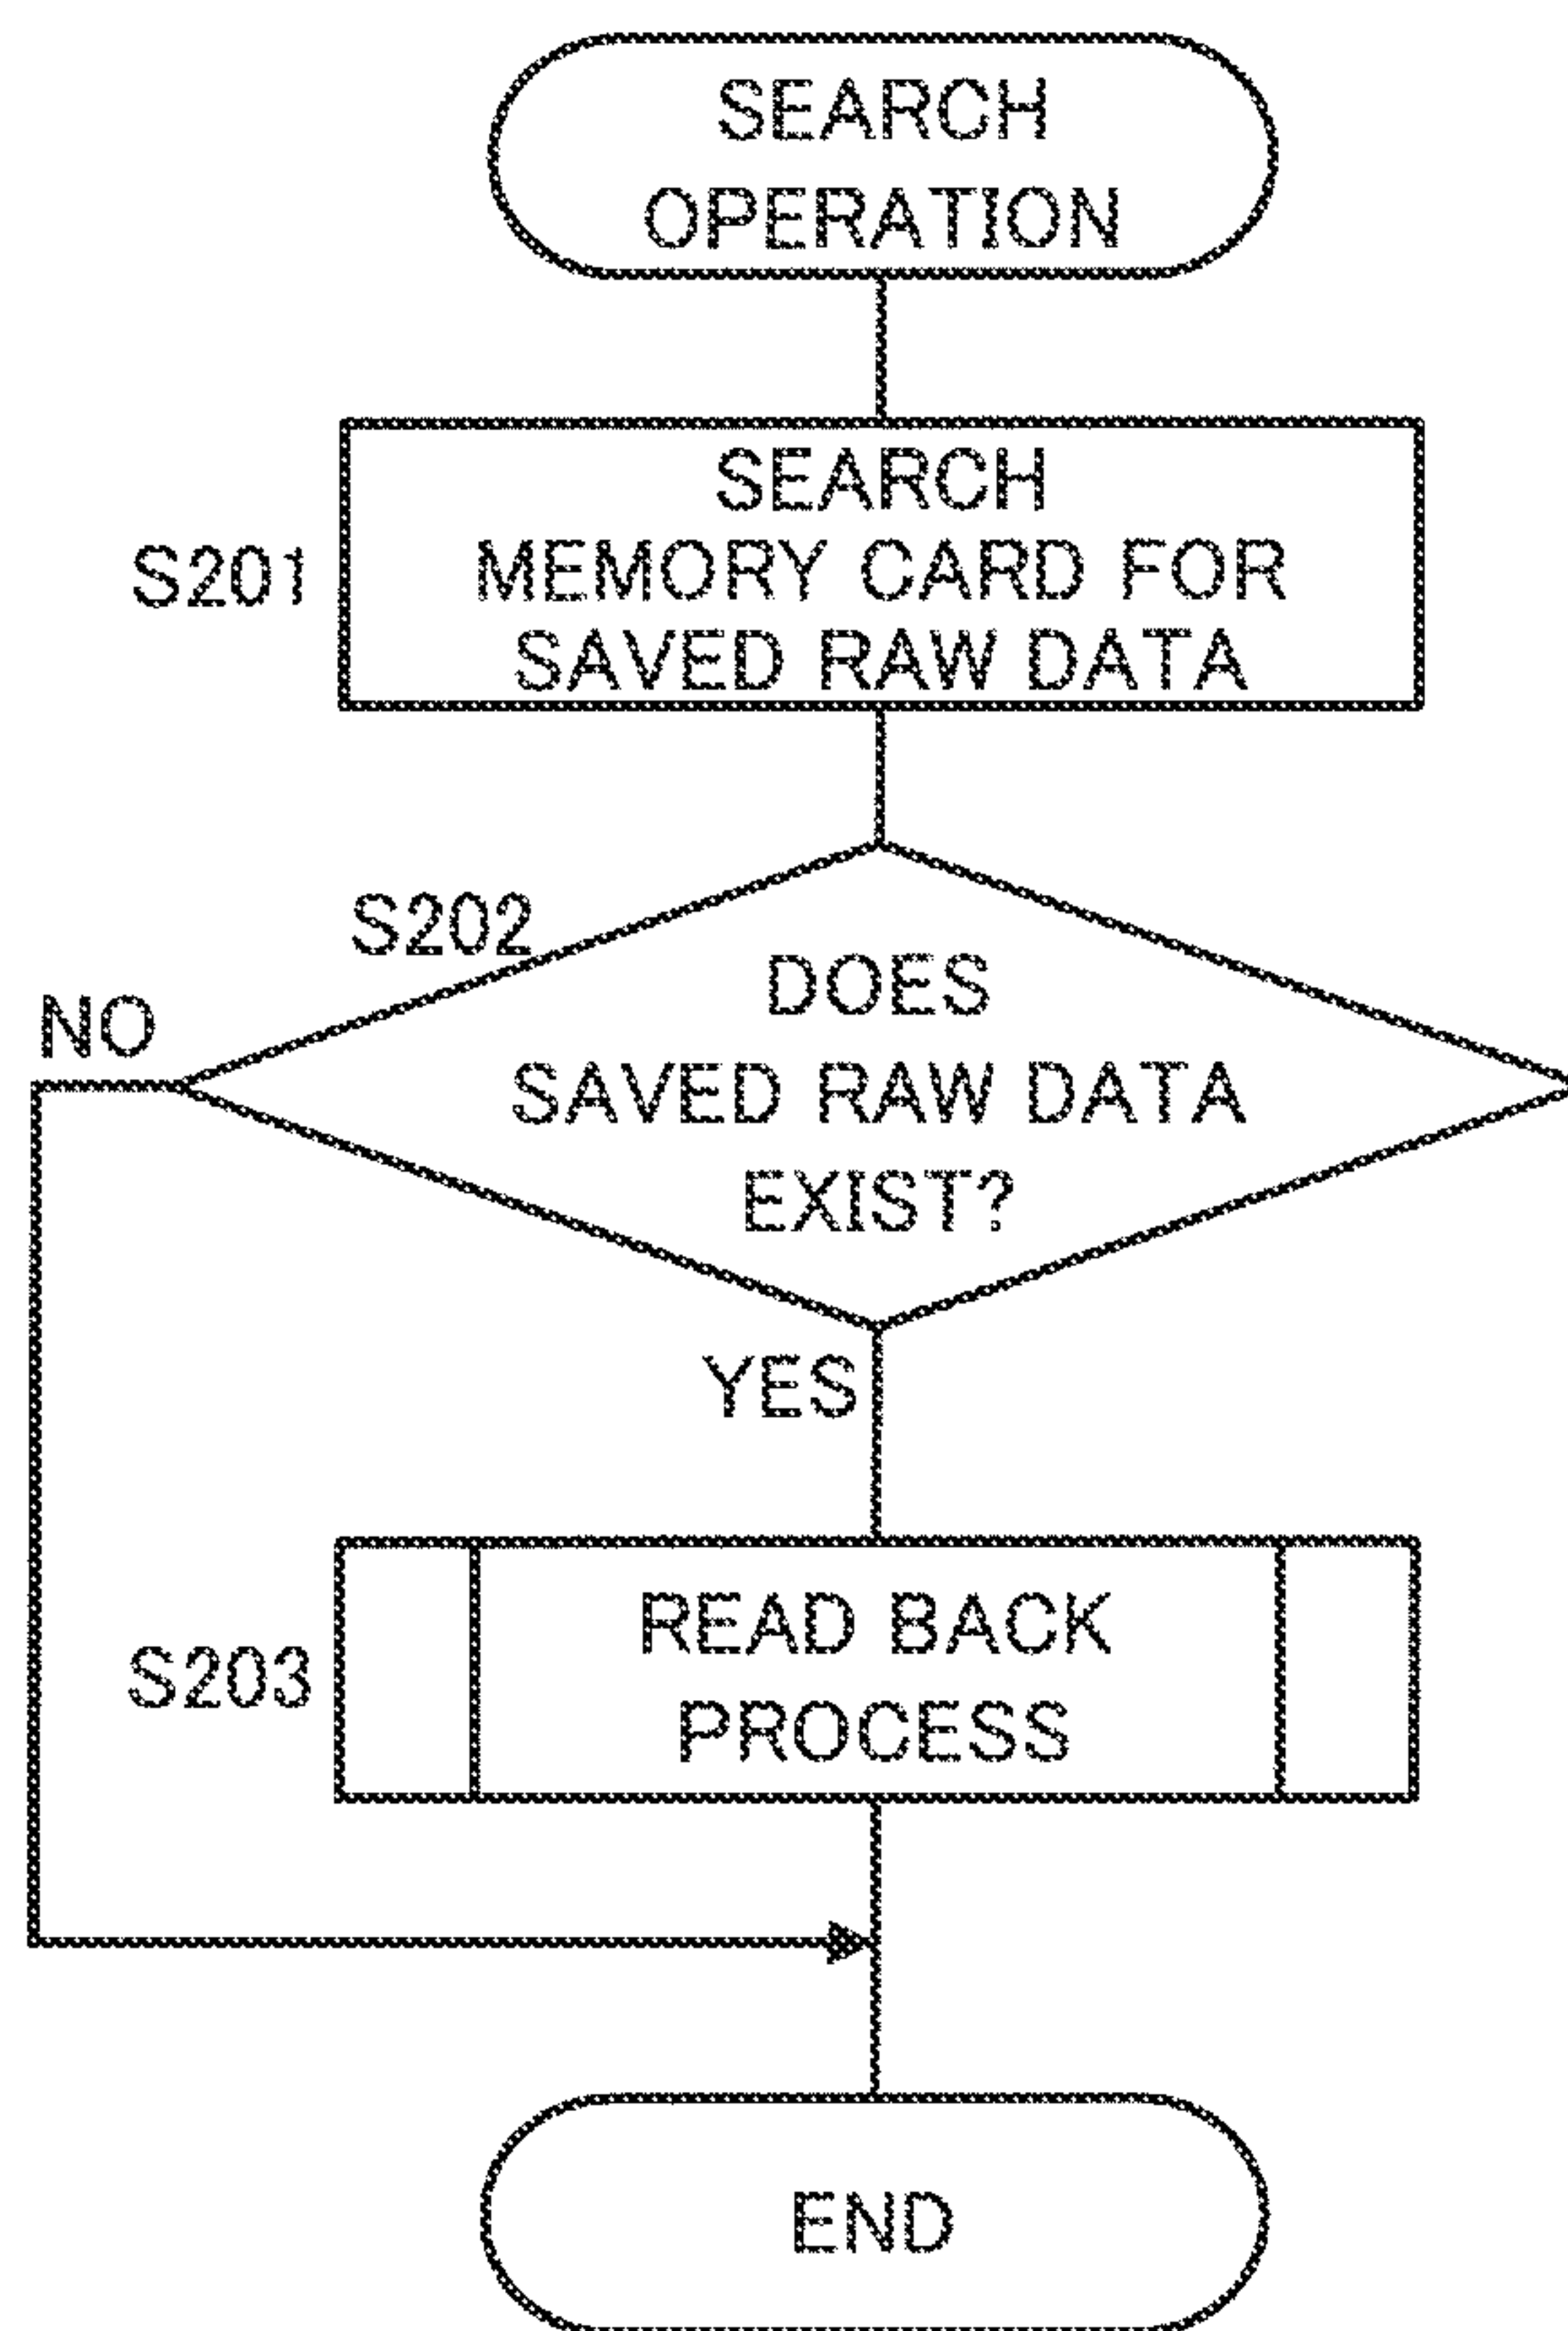 SEARCH
OPERATION
SEARCH
S201
MEMORY CARD FOR
SAVED RAW DATA
S202
DOES
NO
SAVED RAW DATA
EXIST?
YES
READ BACK
S203
PROCESS
END